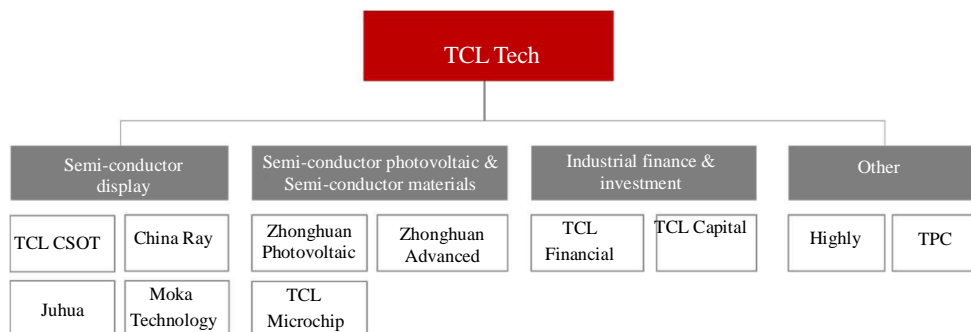 TCL Tech
Semi-conductor
display
Semi-conductor photovoltaic &
Semi-conductor materials
Industrial finance &
investment
Other
TCL CSOT
China Ray
Zhonghuan
Photovoltaic
Zhonghuan
Advanced
TCL
Financial
TCL Capital
Highly
TPC
Juhua
Moka
Technology
TCL
Microchip